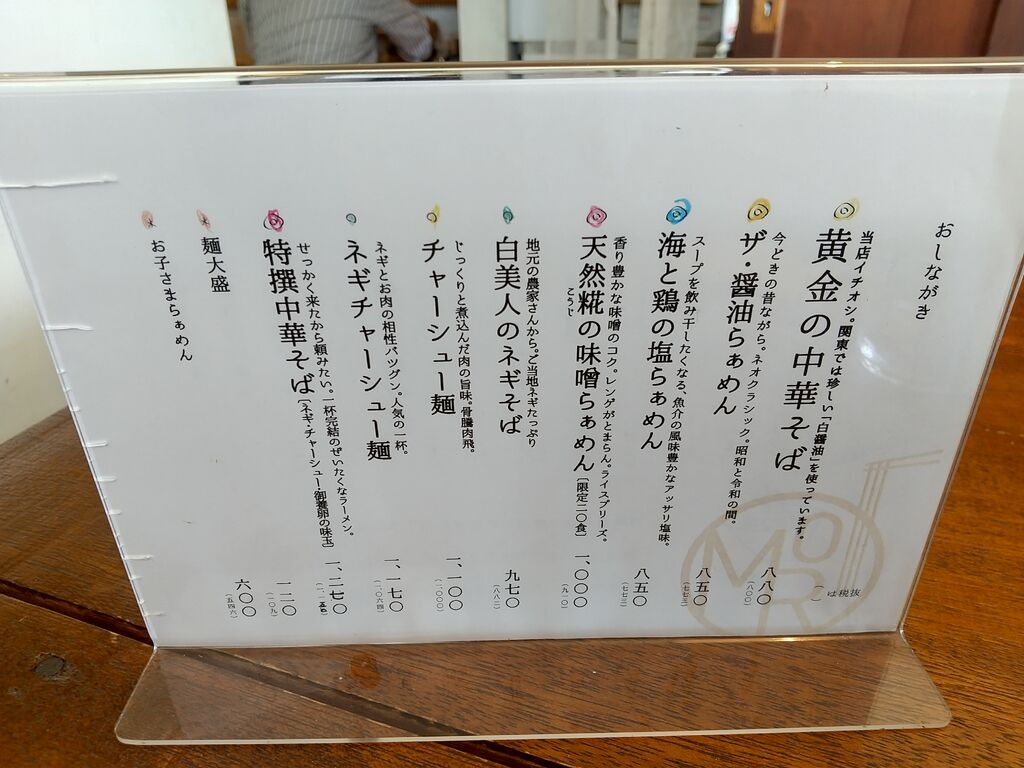 おしながき
（ ）は税抜
当店イチオシ。関東では珍しい「白醤油」を使っています。
黄金の中華そば
八八〇
（八〇〇）
今どきの昔ながら。ネオクラシック。昭和と令和の間。
ザ・醤油らぁめん
八五〇
（七七三）
スープを飲み干したくなる、魚介の風味豊かなアッサリ塩味。
海と鶏の塩らぁめん
八五〇
（七七三）
香り豊かな味噌のコク。レンゲがとまらん。ライスプリーズ。
天然糀の味噌らぁめん［限定二〇食］
こうじ
一、〇〇〇
（九一〇）
地元の農家さんから。ご当地ネギたっぷり
白美人のネギそば
九七〇
（八八二）
じっくりと煮込んだ肉の旨味。骨騰肉飛。
チャーシュー麺
一、一〇〇
（一、〇〇〇）
ネギとお肉の相性バツグン。人気の一杯。
ネギチャーシュー麺
一、一七〇
（一、〇六四）
せっかく来たから頼みたい。一杯完結のぜいたくなラーメン。
特撰中華そば［ネギ・チャーシュー・御養卵の味玉］
一、二七〇
麺大盛
一二〇
（一〇九）
お子さまらぁめん
六〇〇
（五四六）
MORI